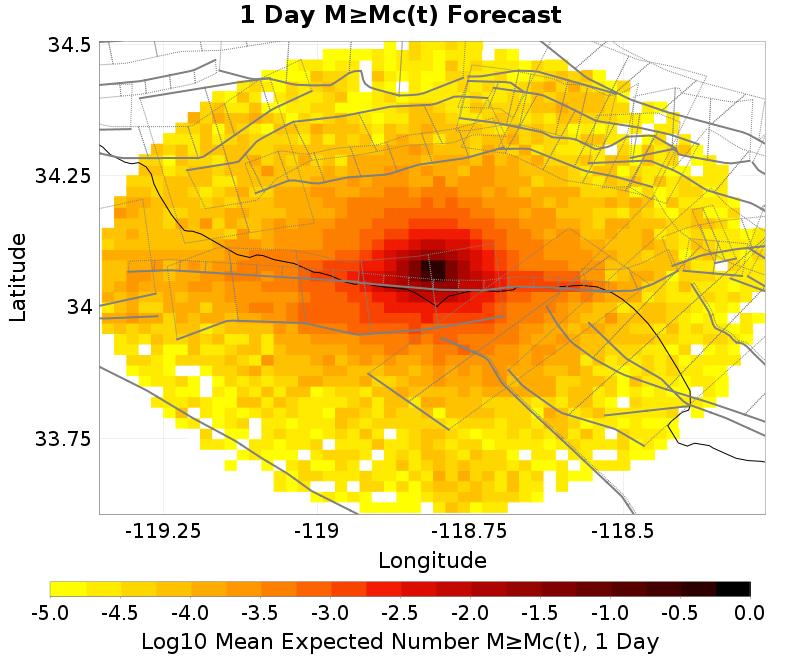 1 Day M≥Mc(t) Forecast
34.5
34.25
34
33.75
Latitude
-119.25 -119 -118.75 -118.5
Longitude
-5.0 -4.5 -4.0 -3.5 -3.0 -2.5 -2.0 -1.5 -1.0 -0.5 0.0
Log10 Mean Expected Number M≥Mc(t), 1 Day